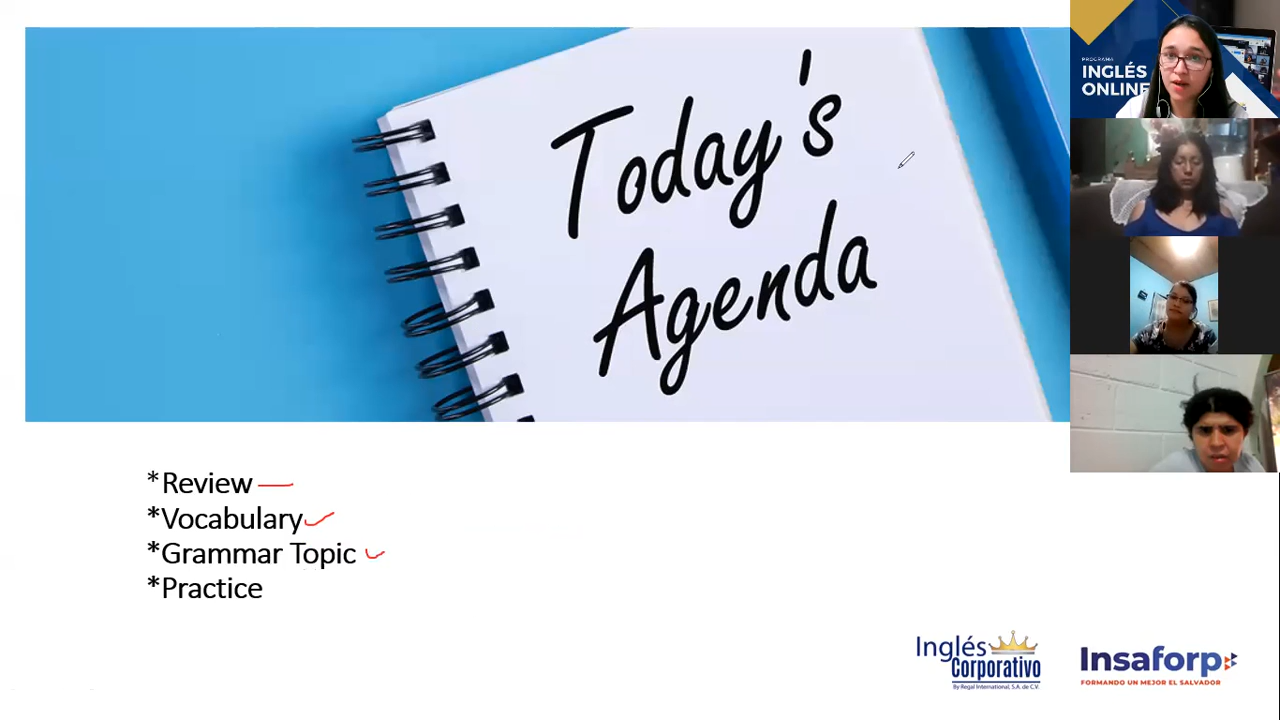 Today's
Agenda
*Review
*Vocabulary
*Grammar Topic
*Practice
PROGRAMA
INGLÉS
ONLINE
Inglés
Corporativo
By Regal International, S.A. de C.V.
Insaforp
FORMANDO UN MEJOR EL SALVADOR